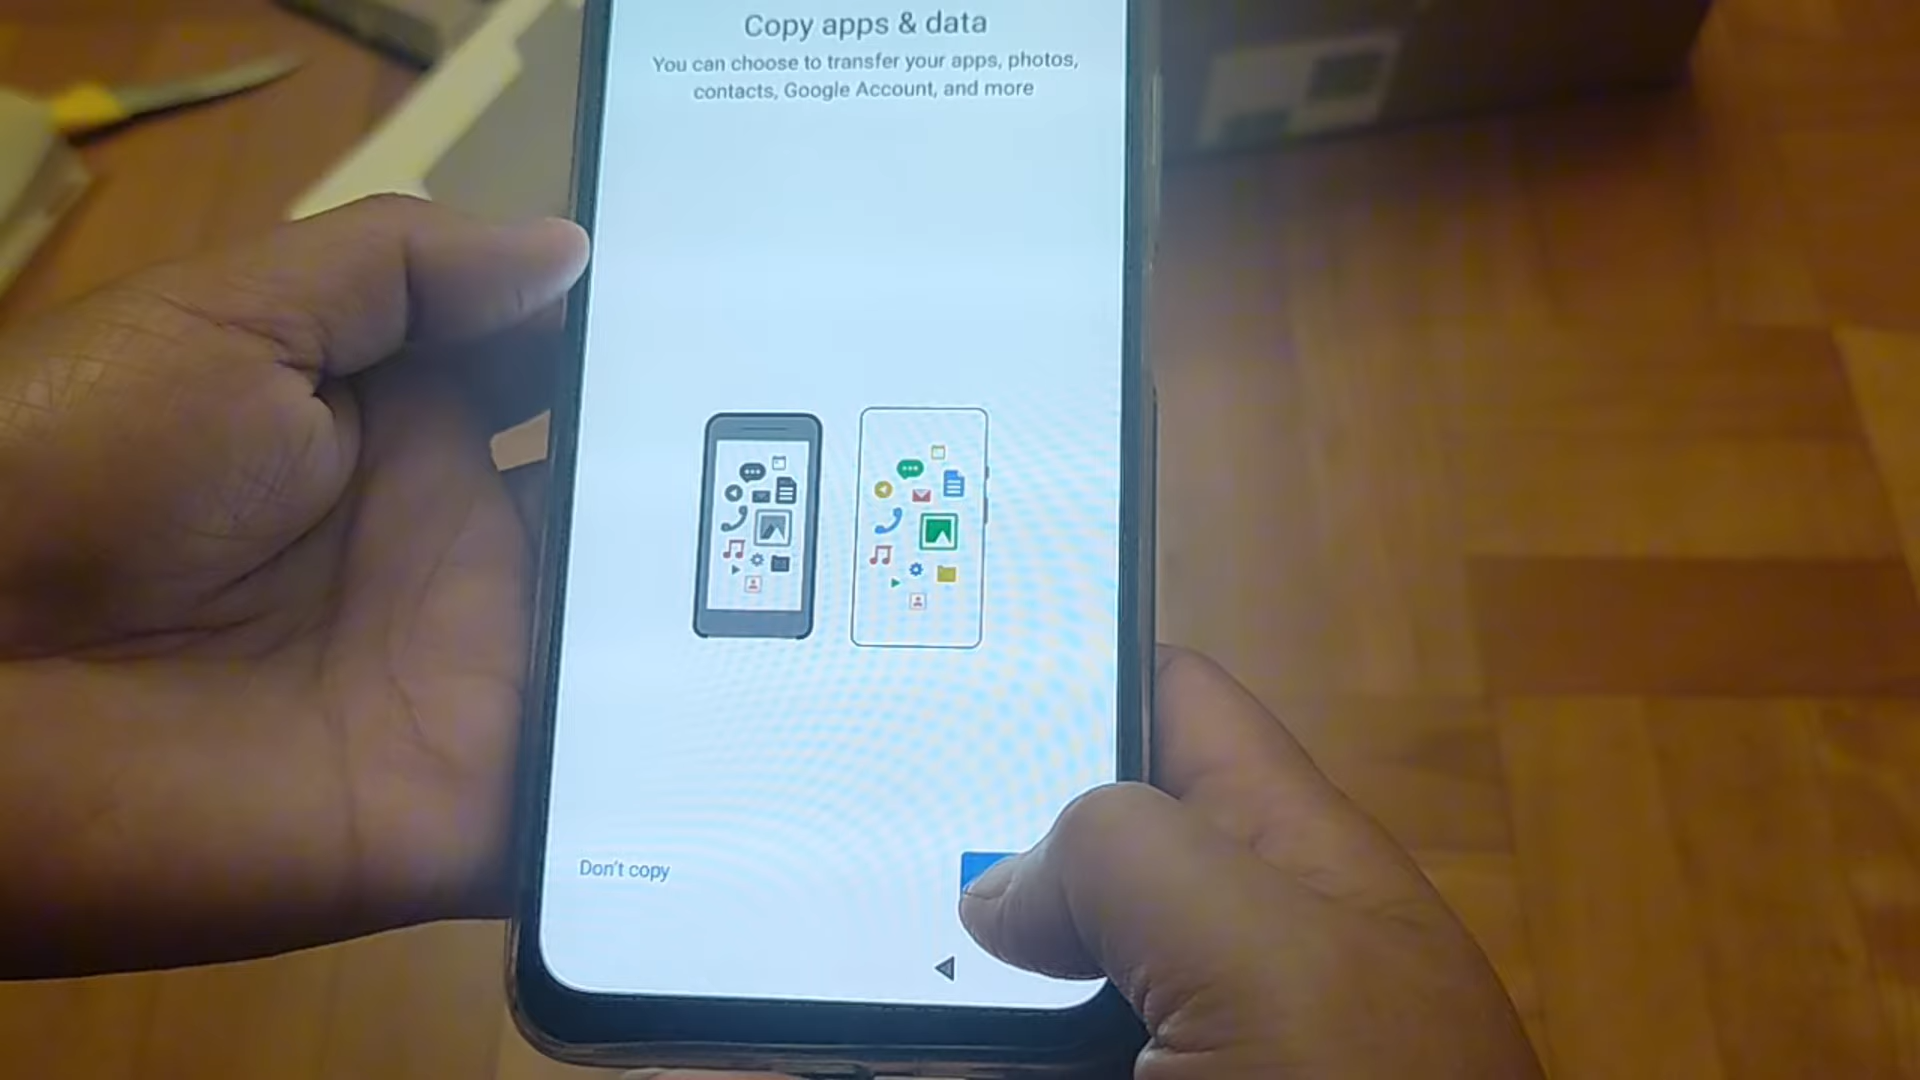 Copy apps & data
You can choose to transfer your apps, photos,
contacts, Google Account, and more
Don't copy